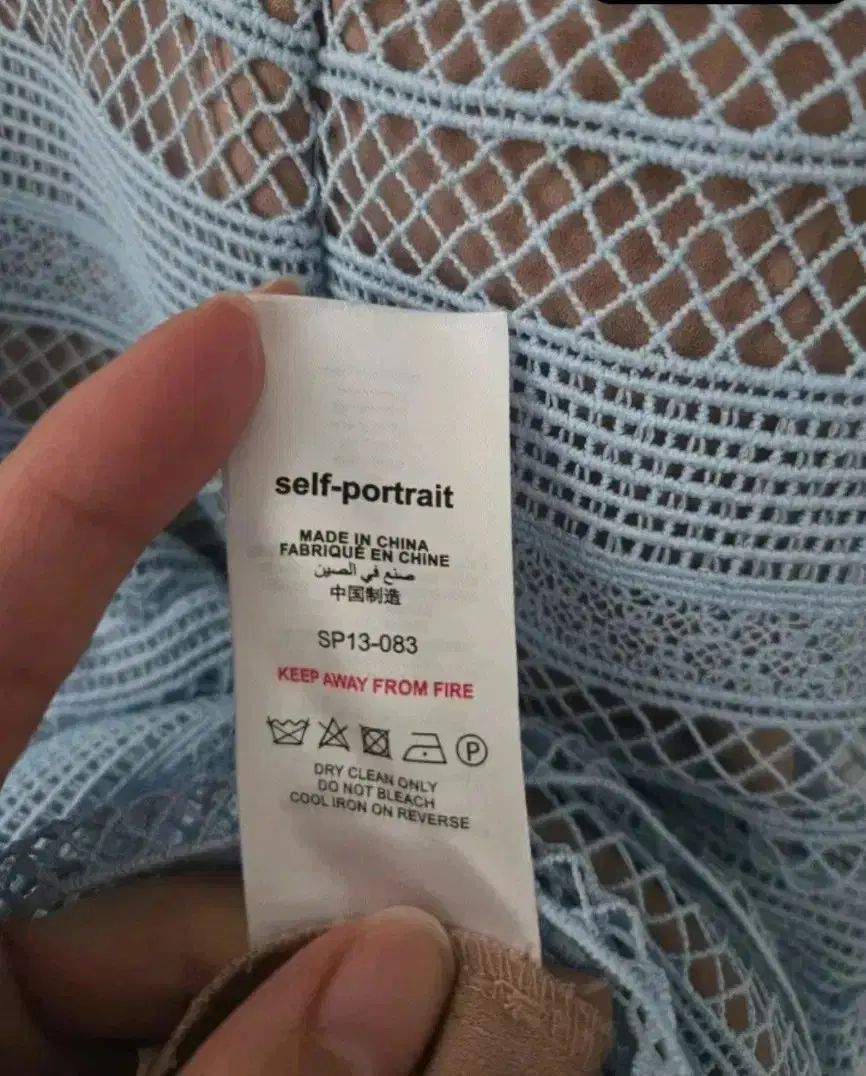 self-portrait
MADE IN CHINA
FABRIQUÉ EN CHINE
صنع في الصين
中国制造
SP13-083
KEEP AWAY FROM FIRE
P
DRY CLEAN ONLY
DO NOT BLEACH
COOL IRON ON REVERSE